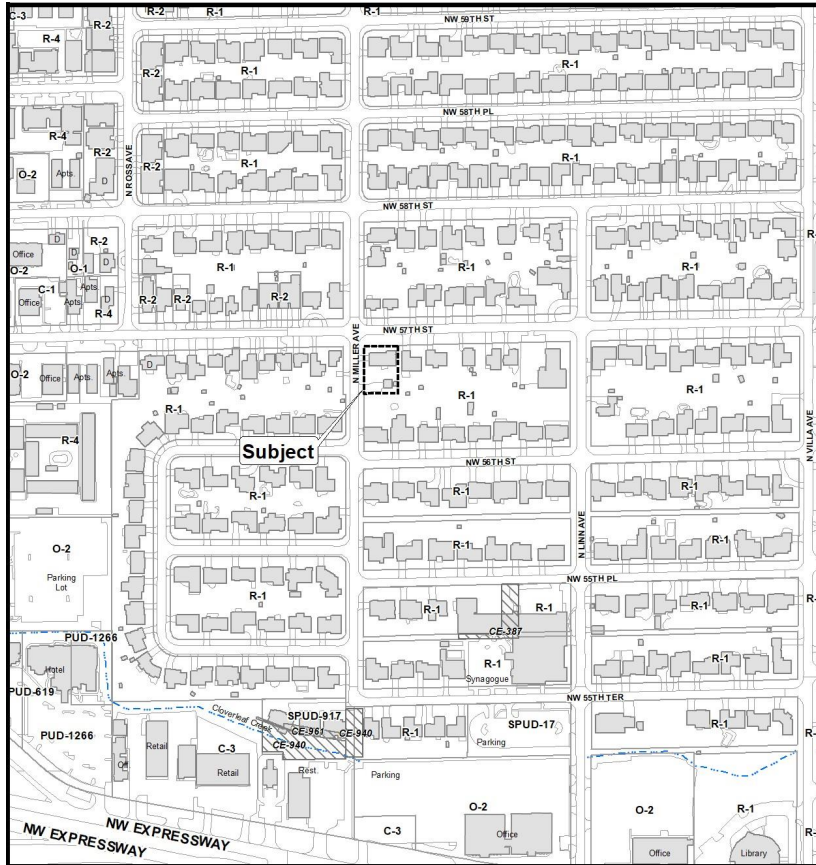 C-3
R-2
R-2
R-1
R-1
NW 59TH ST
R-4
R-2
R-1
R-1
NW 58TH PL
R-4
R-2
O-2
Apts.
D
N ROSS AVE
R-2
R-1
R-1
NW 58TH ST
Office
D
R-2
D
D
O-2
O-1
C-1
Apts.
Office
Apts.
D
R-4
R-1
R-2
R-2
R-2
R-1
R-1
R-
NW 57TH ST
N MILLER AVE
O-2
Office
Apts.
Apts.
D
R-1
R-1
R-1
N VILLA AVE
R-4
Subject
NW 56TH ST
R-1
R-1
R-1
N LINN AVE
O-2
Parking
Lot
R-1
R-1
NW 55TH PL
R-1
R-1
R-1
R-1
R-
CE-387
PUD-1266
Hotel
PUD-619
PUD-1266
R-1
Synagogue
R-1
NW 55TH TER
Cloverleaf Creek
SPUD-917
CE-961
CE-940
CE-940
R-1
SPUD-17
Parking
R-1
R-
Off.
Retail
C-3
Retail
Rest.
Parking
O-2
C-3
Office
O-2
R-1
R-
Office
Library
NW EXPRESSWAY
NW EXPRESSWAY